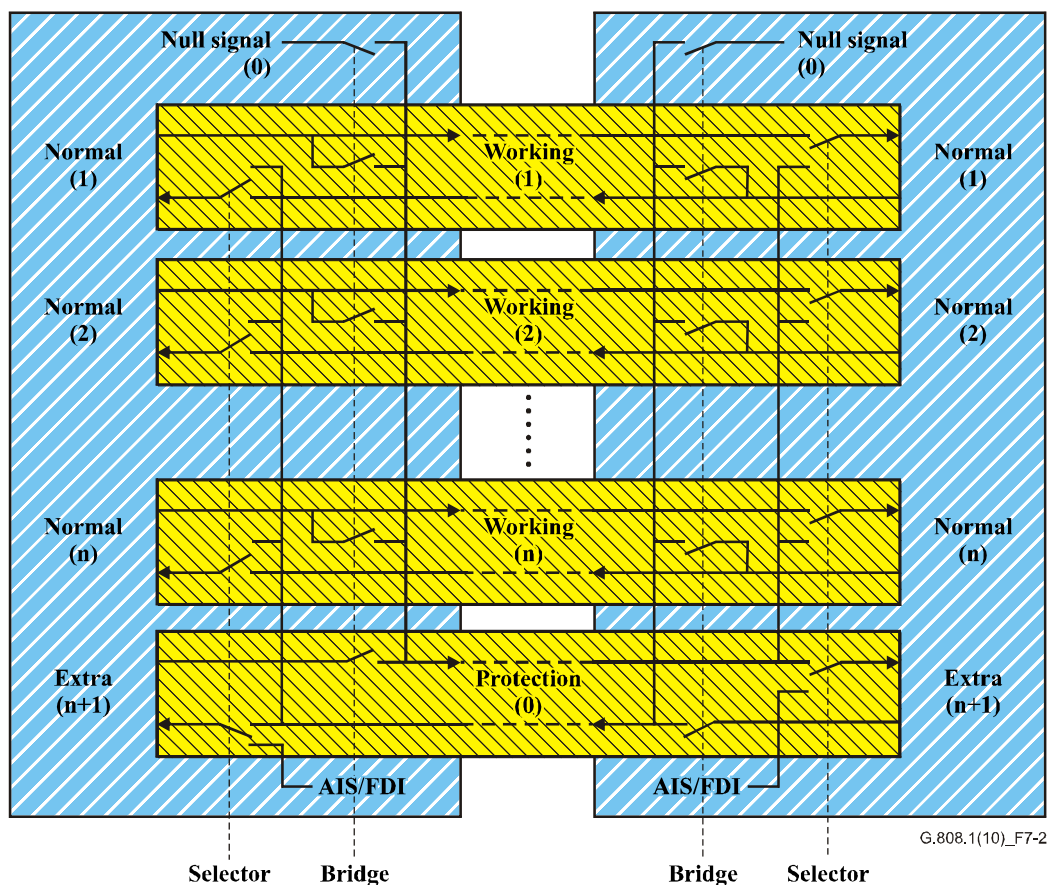 Null signal
(0)
Null signal
(0)
Normal
(1)
Working
(1)
Normal
(1)
Normal
(2)
Working
(2)
Normal
(2)
Normal
(n)
Working
(n)
Normal
(n)
Extra
(n+1)
Protection
(0)
Extra
(n+1)
AIS/FDI
AIS/FDI
G.808.1(10)_F7-2
Selector
Bridge
Bridge
Selector